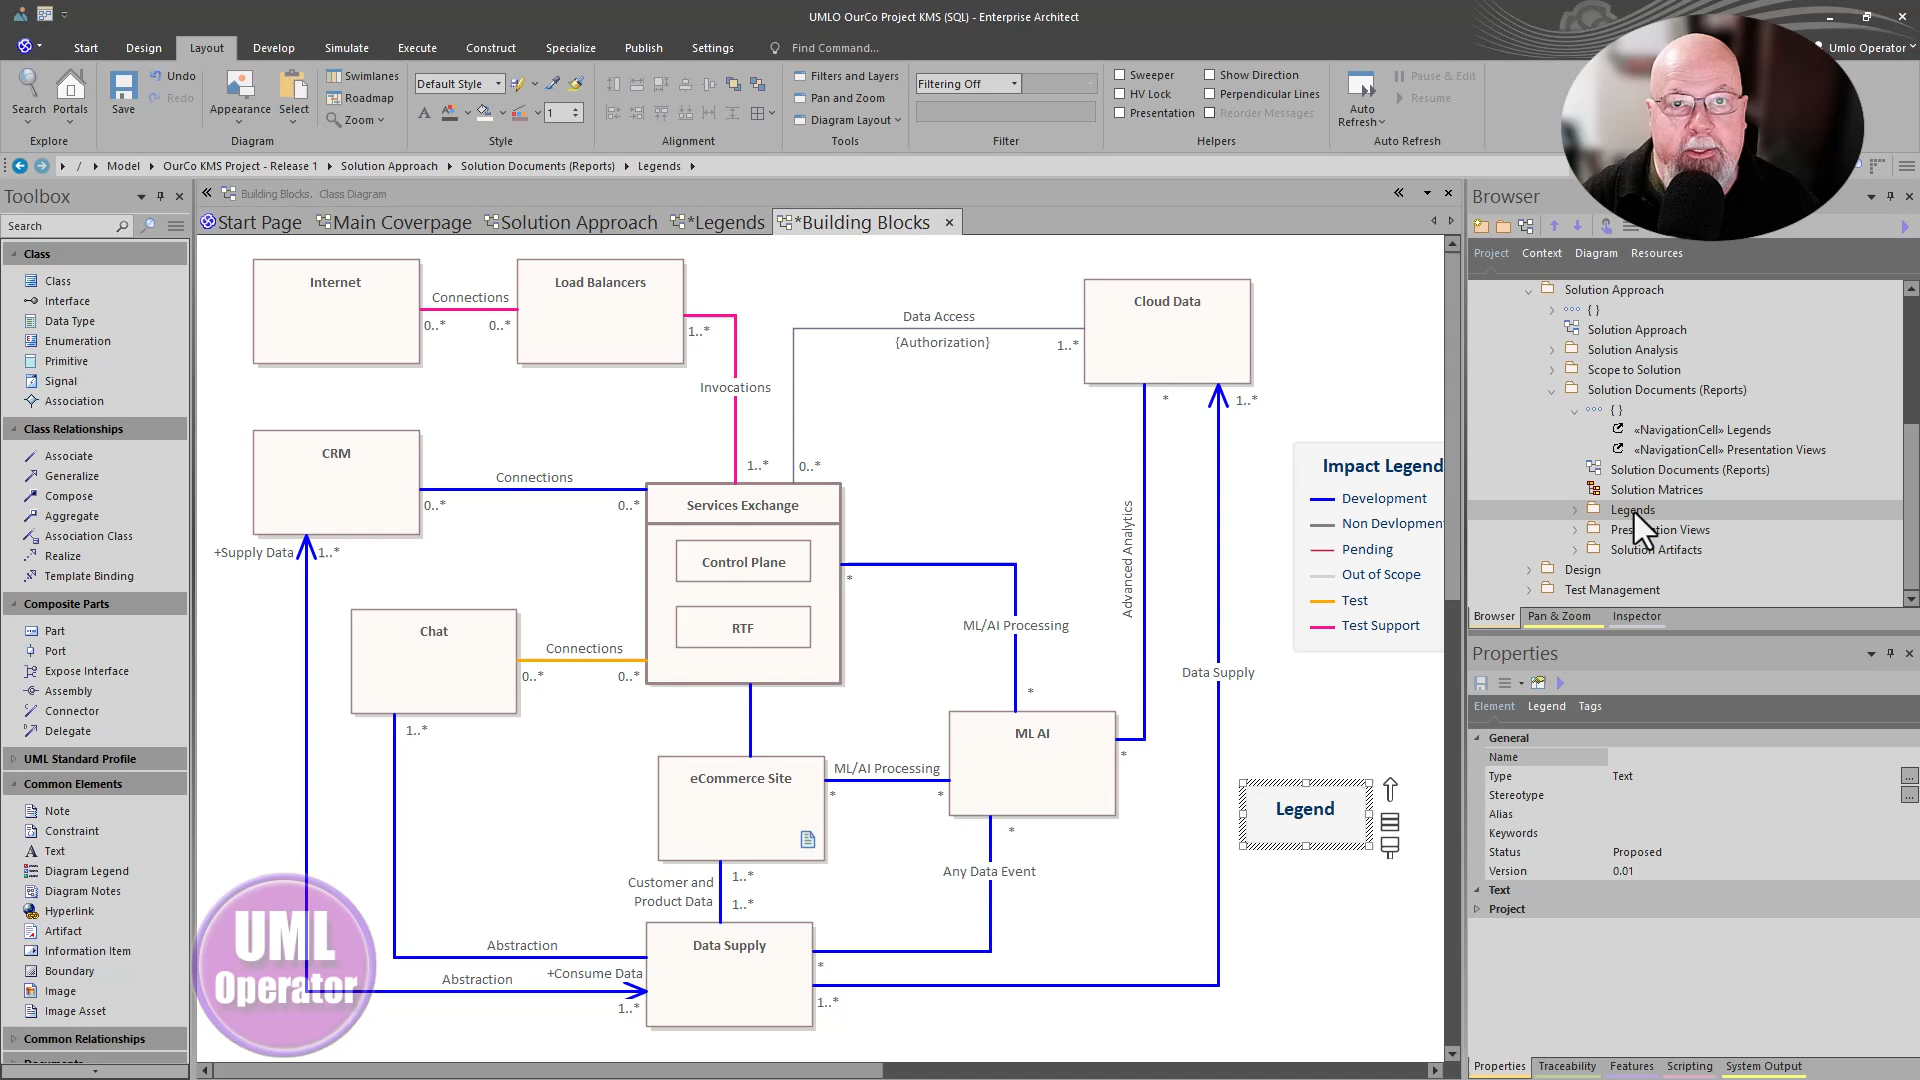 UMLO OurCo Project KMS (SQL) - Enterprise Architect
Start Design Layout Develop Simulate Execute Construct Specialize Publish Settings Find Command... Umlo Operator
Search Portals Save Undo Redo Appearance Select Swimlanes Roadmap Zoom
Default Style 1
Filters and Layers
Pan and Zoom
Diagram Layout
Filtering Off
Sweeper
HV Lock
Presentation
Show Direction
Perpendicular Lines
Reorder Messages
Auto
Refresh
Pause & Edit
Resume
Explore Diagram Style Alignment Tools Filter Helpers Auto Refresh
/ Model OurCo KMS Project - Release 1 Solution Approach Solution Documents (Reports) Legends
Toolbox
Search
Class
Class
Interface
Data Type
Enumeration
Primitive
Signal
Association
Class Relationships
Associate
Generalize
Compose
Aggregate
Association Class
Realize
Template Binding
Composite Parts
Part
Port
Expose Interface
Assembly
Connector
Delegate
UML Standard Profile
Common Elements
Note
Constraint
Text
Diagram Legend
Diagram Notes
Hyperlink
Artifact
Information Item
Boundary
Image
Image Asset
Common Relationships
Building Blocks. Class Diagram
Start Page Main Coverpage Solution Approach *Legends *Building Blocks
Internet
Connections
0..* 0..*
Load Balancers
1..*
Invocations
1..*
Data Access
{Authorization}
1..*
0..*
Cloud Data
* 1..*
CRM
Connections
0..* 0..*
+Supply Data 1..*
Services Exchange
Control Plane
RTF
*
ML/AI Processing
*
Advanced Analytics
Data Supply
Impact Legend
Development
Non Devlopment
Pending
Out of Scope
Test
Test Support
Chat
Connections
0..* 0..*
1..*
eCommerce Site
ML/AI Processing
* *
ML AI
*
*
Any Data Event
Legend
Customer and
Product Data
1..*
1..*
Data Supply
Abstraction
Abstraction
+Consume Data
1..*
*
1..*
UML
Operator
Browser
Project Context Diagram Resources
Solution Approach
{ }
Solution Approach
Solution Analysis
Scope to Solution
Solution Documents (Reports)
{ }
«NavigationCell» Legends
«NavigationCell» Presentation Views
Solution Documents (Reports)
Solution Matrices
Legends
Views
Solution Artifacts
Design
Test Management
Browser Pan & Zoom Inspector
Properties
Element Legend Tags
General
Name
Type Text
Stereotype
Alias
Keywords
Status Proposed
Version 0.01
Text
Project
Properties Traceability Features Scripting System Output